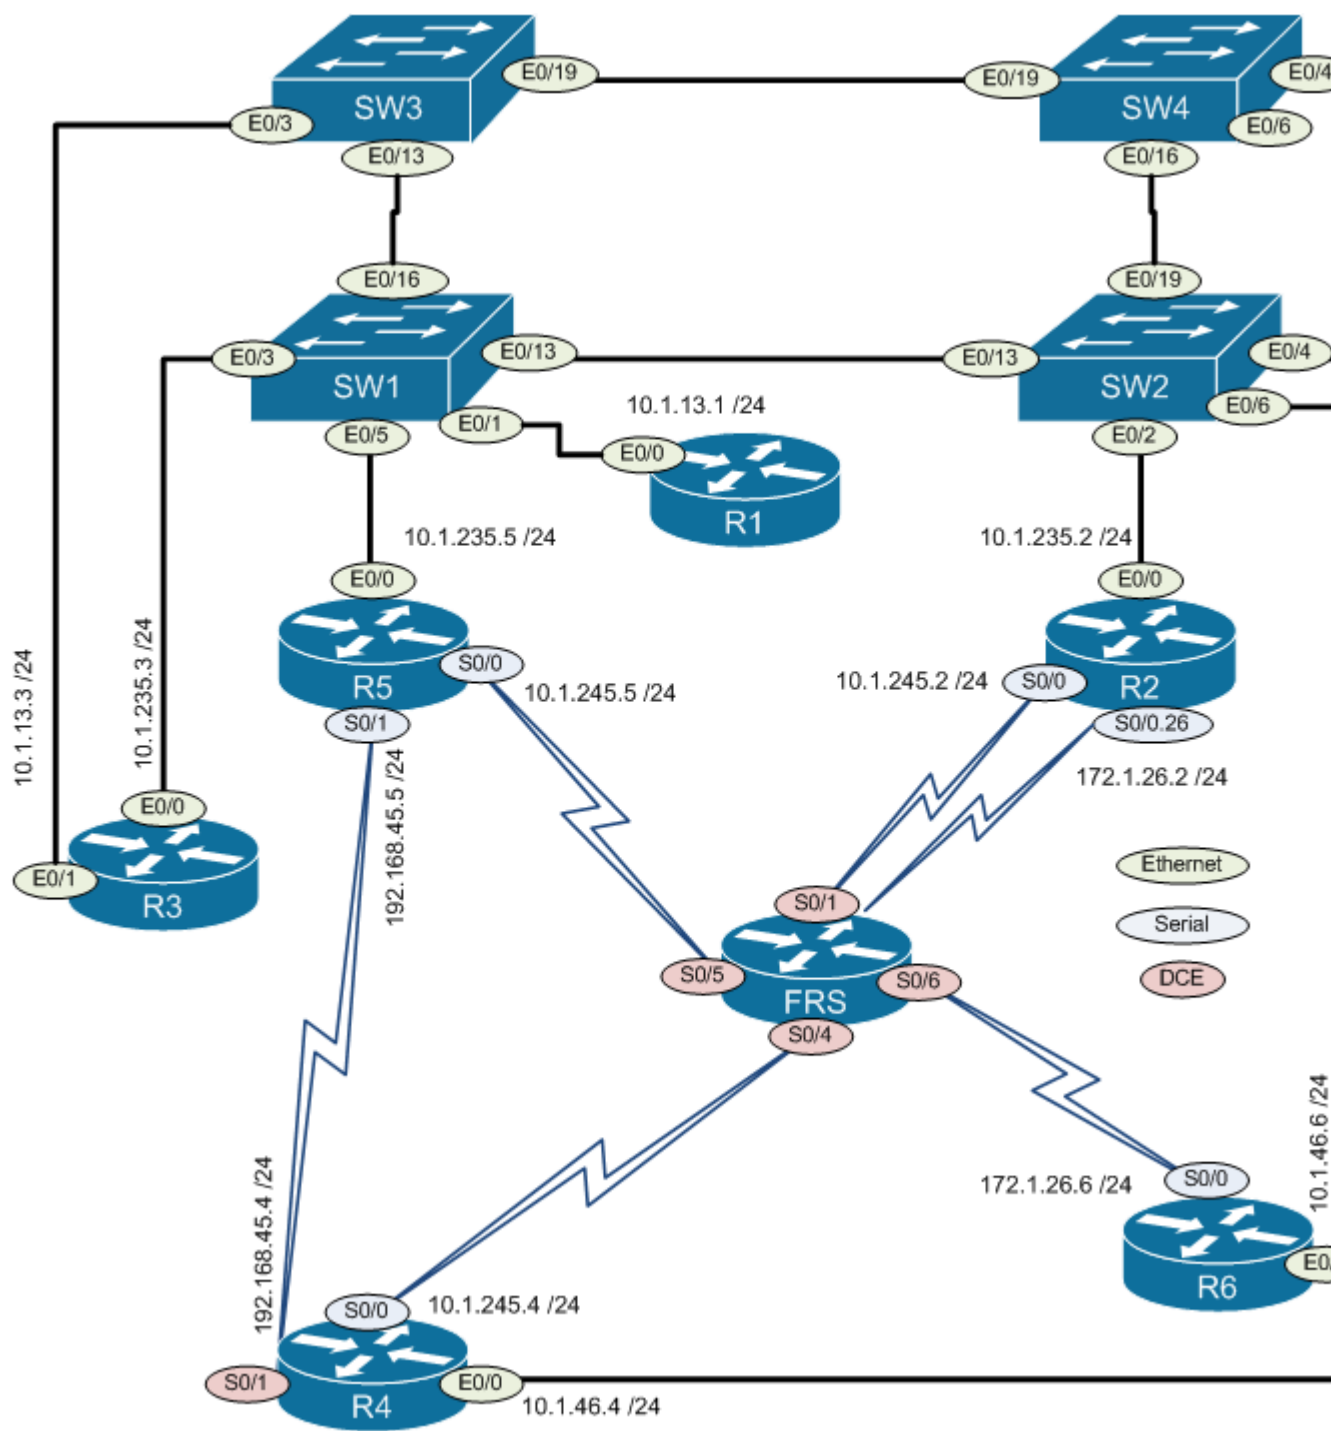 E0/19
E0/19
E0/4
SW3
SW4
E0/3
E0/6
E0/13
E0/16
E0/16
E0/19
E0/3
E0/13
E0/13
E0/4
SW1
SW2
10.1.13.1 /24
E0/6
E0/5
E0/1
E0/2
E0/0
R1
10.1.235.5 /24
10.1.235.2 /24
E0/0
E0/0
10.1.13.3 /24
10.1.235.3 /24
S0/0
R5
10.1.245.5 /24
10.1.245.2 /24
S0/0
R2
S0/1
S0/0.26
192.168.45.5 /24
172.1.26.2 /24
E0/0
E0/1
R3
Ethernet
S0/1
Serial
S0/5
S0/6
DCE
FRS
S0/4
10.1.46.6 /24
192.168.45.4 /24
172.1.26.6 /24
S0/0
E0/
R6
S0/0
10.1.245.4 /24
S0/1
E0/0
R4
10.1.46.4 /24